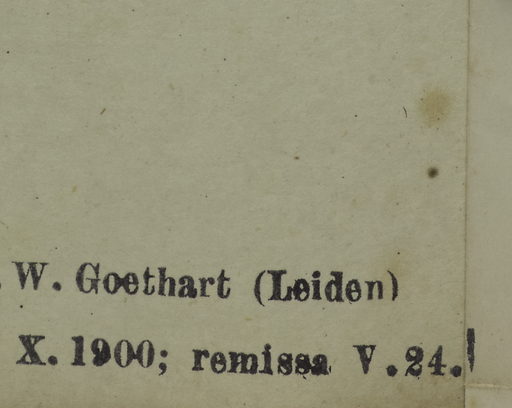 . W. Goethart (Leiden)
X. 1900; remissa V. 24.